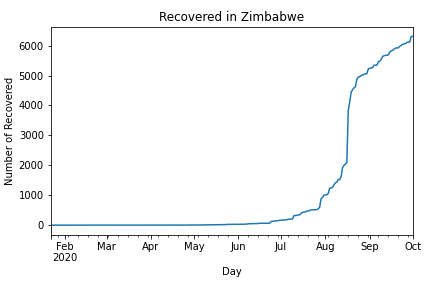 Recovered in Zimbabwe
Number of Recovered
6000
5000
4000
3000
2000
1000
0
Feb Mar Apr May Jun Jul Aug Sep Oct
2020
Day